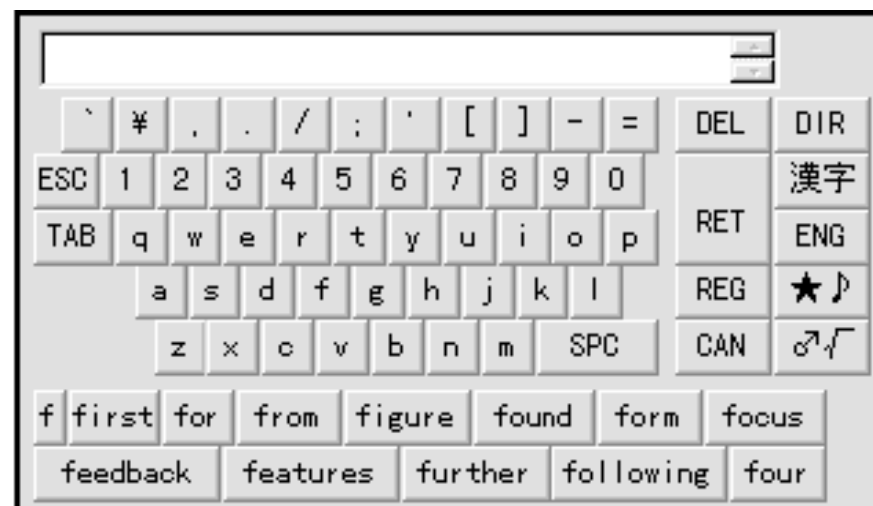 ` ¥ , . / ; ' [ ] - = DEL DIR
ESC 1 2 3 4 5 6 7 8 9 0 漢字
TAB q w e r t y u i o p RET ENG
a s d f g h j k l REG ★♪
z x c v b n m SPC CAN ♂√
f first for from figure found form focus
feedback features further following four